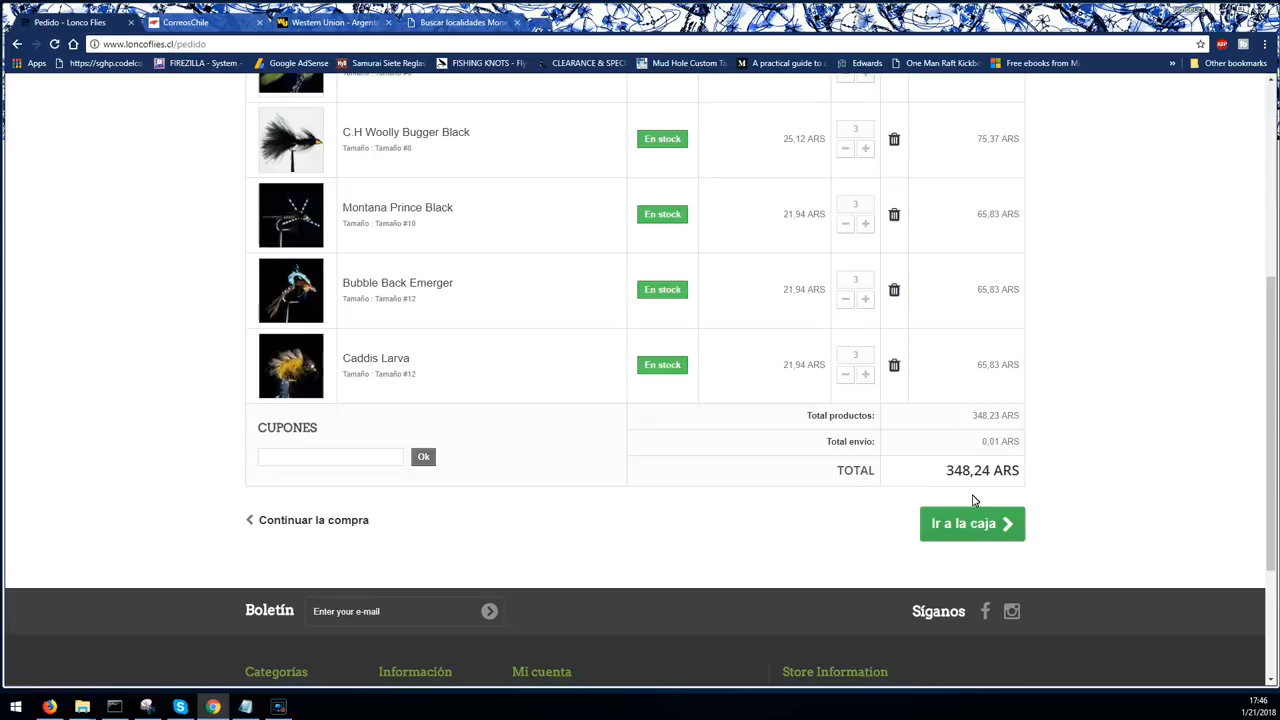 Pedido - Lonco Flies
CorreosChile
Western Union - Argent
Buscar localidades Mone
www.loncoflies.cl/pedido
ABP
Apps
https://sghp.codelco
FIREZILLA - System
Google AdSense
Samurai Siete Reglas
FISHING KNOTS - Fly
CLEARANCE & SPEC
Mud Hole Custom Ta
A practical guide to
Edwards
One Man Raft Kickbo
Free ebooks from Mi
Other bookmarks
C.H Woolly Bugger Black
Tamaño : Tamaño #8
En stock
25,12 ARS
3
75,37 ARS
Montana Prince Black
Tamaño : Tamaño #10
En stock
21,94 ARS
3
65,83 ARS
Bubble Back Emerger
Tamaño : Tamaño #12
En stock
21,94 ARS
3
65,83 ARS
Caddis Larva
Tamaño : Tamaño #12
En stock
21,94 ARS
3
65,83 ARS
CUPONES
Ok
Total productos: 348,23 ARS
Total envío: 0,01 ARS
TOTAL 348,24 ARS
Continuar la compra
Ir a la caja
Boletín
Enter your e-mail
Síganos
Categorías
Información
Mi cuenta
Store Information
17:46
1/21/2018